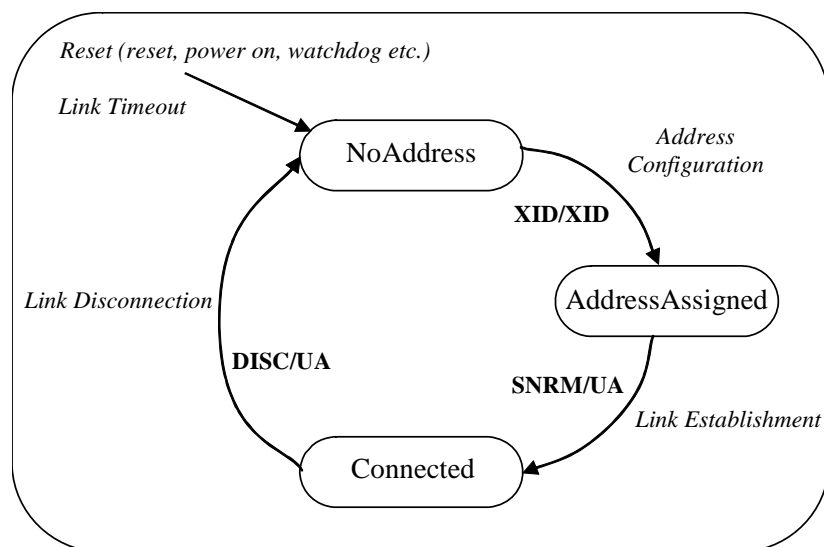 Reset (reset, power on, watchdog etc.)
Link Timeout
NoAddress
Address
Configuration
XID/XID
AddressAssigned
Link Disconnection
DISC/UA
SNRM/UA
Link Establishment
Connected